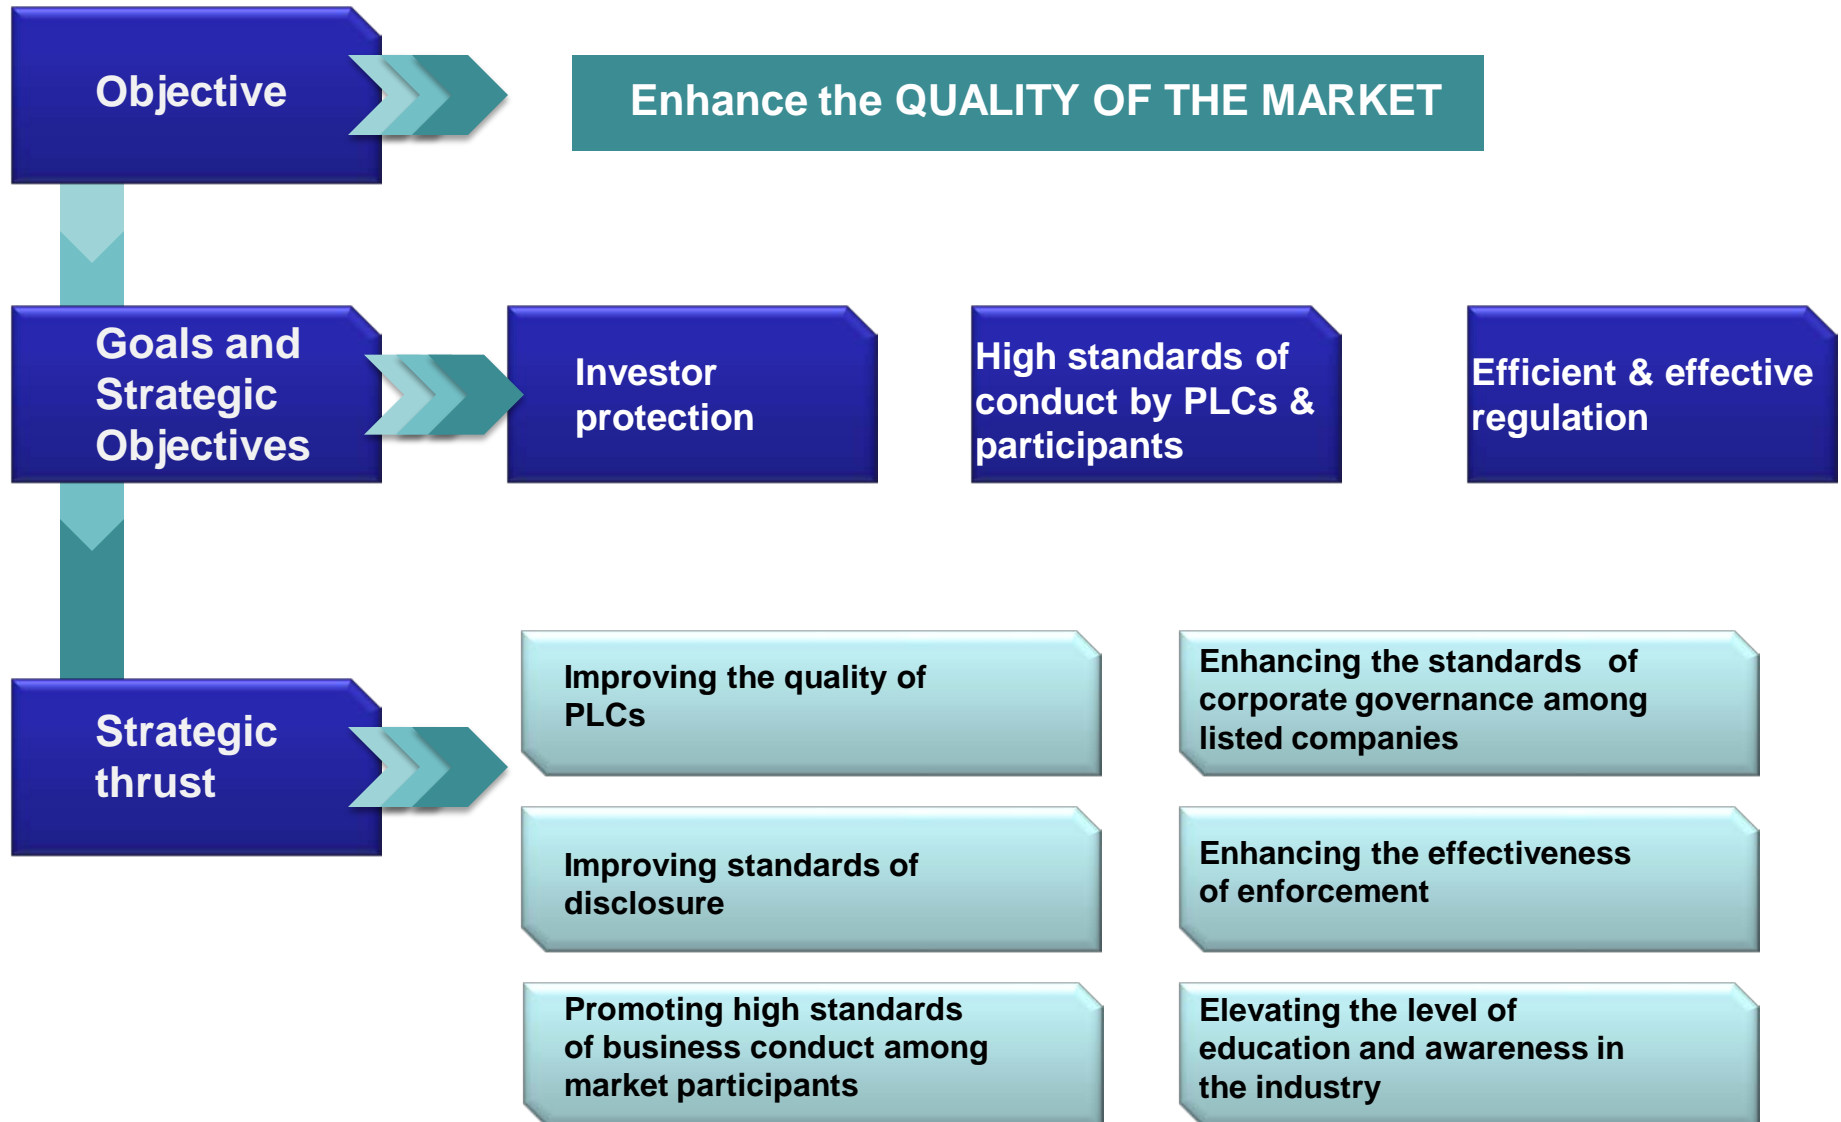 Objective
Enhance the QUALITY OF THE MARKET
Goals and
Strategic
Objectives
Investor
protection
High standards of
conduct by PLCs &
participants
Efficient & effective
regulation
Strategic
thrust
Improving the quality of
PLCs
Enhancing the standards of
corporate governance among
listed companies
Improving standards of
disclosure
Enhancing the effectiveness
of enforcement
Promoting high standards
of business conduct among
market participants
Elevating the level of
education and awareness in
the industry